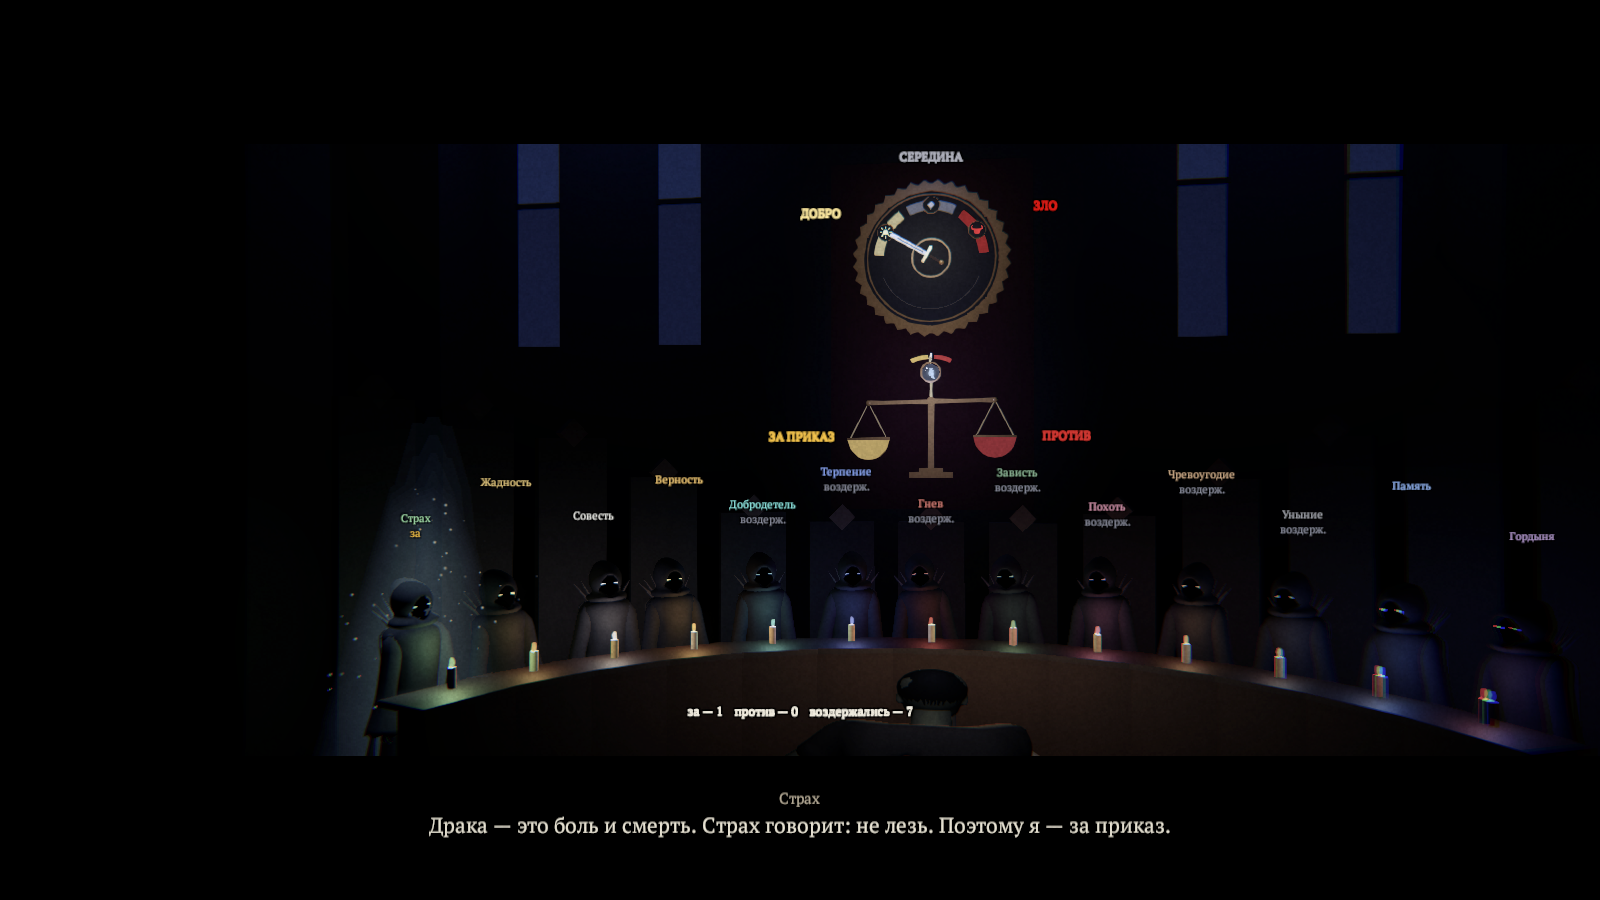 СЕРЕДИНА
ДОБРО
ЗЛО
ЗА ПРИКАЗ
ПРОТИВ
Страх
за
Жадность
Совесть
Верность
Добродетель
воздерж.
Терпение
воздерж.
Гнев
воздерж.
Зависть
воздерж.
Похоть
воздерж.
Чревоугодие
воздерж.
Уныние
воздерж.
Память
Гордыня
за — 1 против — 0 воздержались — 7
Страх
Драка — это боль и смерть. Страх говорит: не лезь. Поэтому я — за приказ.